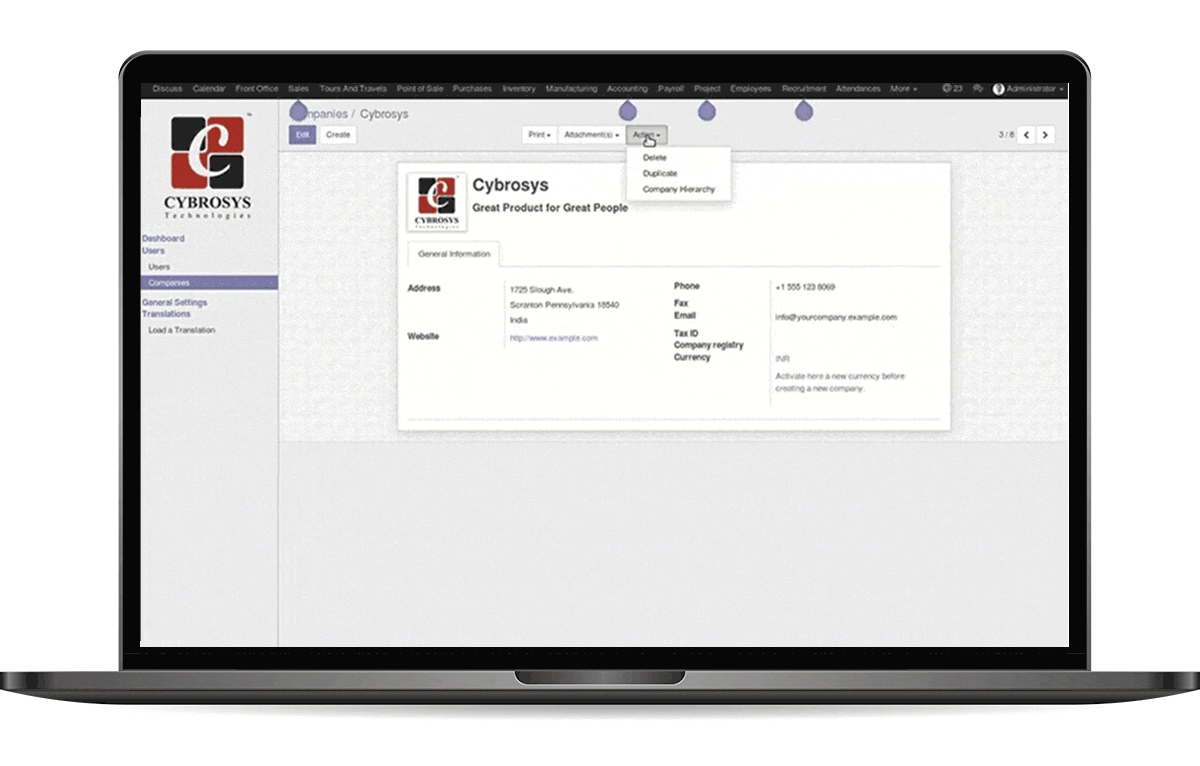 Discuss Calendar Front Office Sales Tours And Travels Point of Sale Purchases Inventory Manufacturing Accounting Payroll Project Employees Recruitment Attendances More @ 23 Administrator
mpanies / Cybrosys
Edit Create Print Attachment(s) Action 3 / 8
Delete
Duplicate
Company Hierarchy
™
CYBROSYS
Technologies
Dashboard
Users
Users
Companies
General Settings
Translations
Load a Translation
CYBROSYS
Technologies
Cybrosys
Great Product for Great People
General Information
Address 1725 Slough Ave.
Scranton Pennsylvania 18540
India
Website http://www.example.com
Phone +1 555 123 8069
Fax
Email info@yourcompany.example.com
Tax ID
Company registry
Currency INR
Activate here a new currency before
creating a new company.